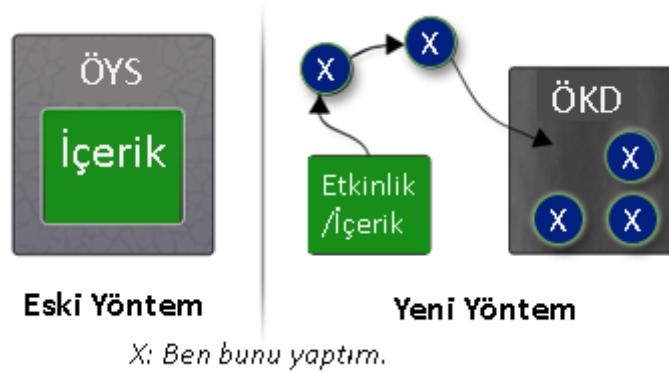 ÖYS
İçerik
Eski Yöntem
X
X
ÖKD
Etkinlik
/İçerik
X
X
X
Yeni Yöntem
X: Ben bunu yaptım.